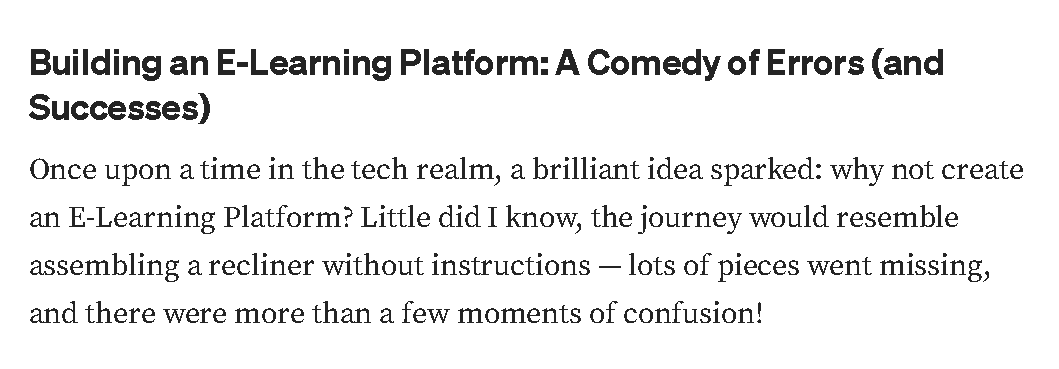 Building an E-Learning Platform: A Comedy of Errors (and
Successes)
Once upon a time in the tech realm, a brilliant idea sparked: why not create
an E-Learning Platform? Little did I know, the journey would resemble
assembling a recliner without instructions — lots of pieces went missing,
and there were more than a few moments of confusion!